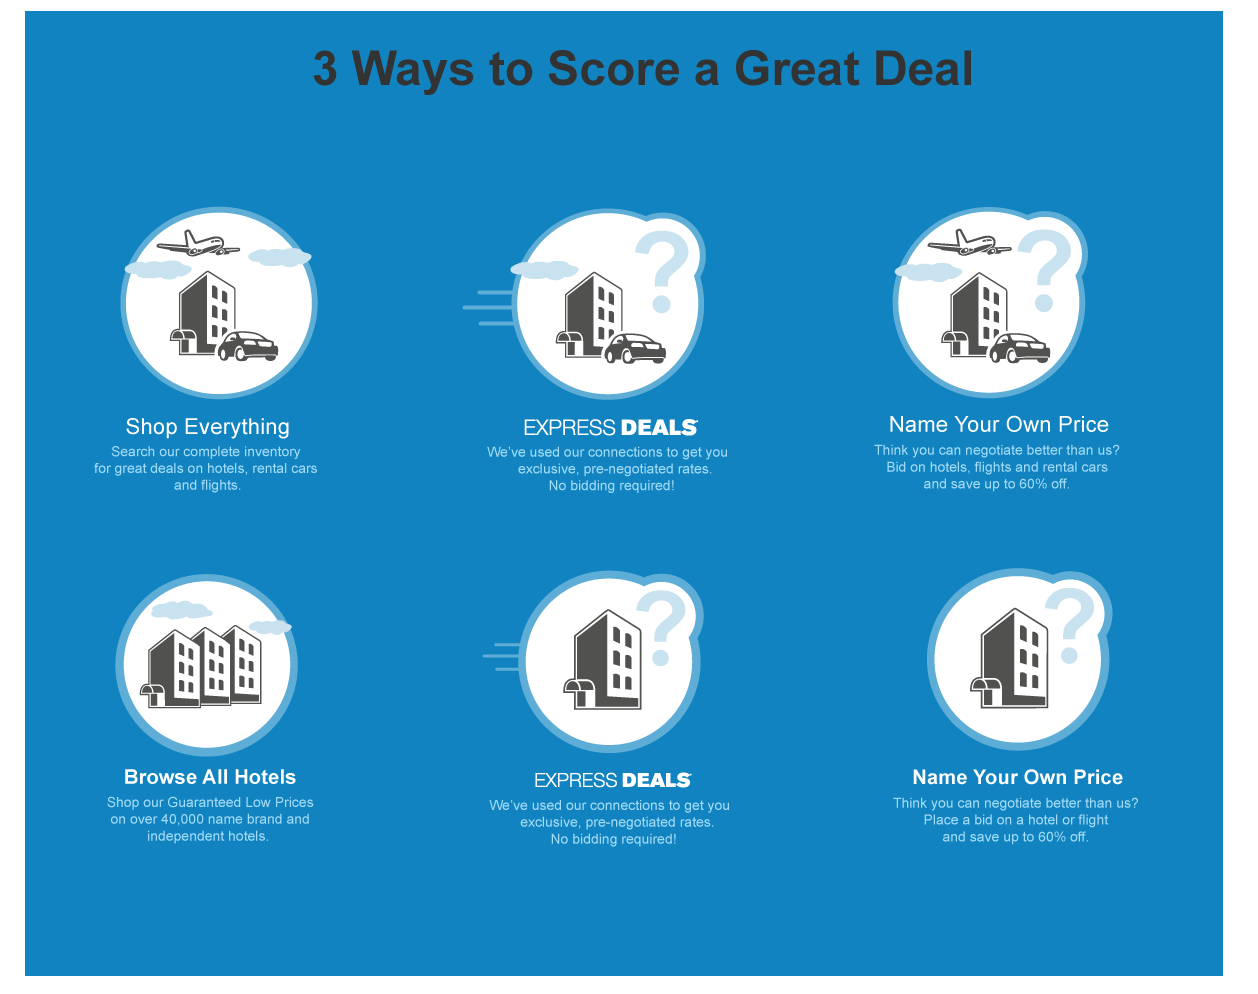 3 Ways to Score a Great Deal
?
?
Shop Everything
Search our complete inventory
for great deals on hotels, rental cars
and flights.
EXPRESS DEALS™
We've used our connections to get you
exclusive, pre-negotiated rates.
No bidding required!
Name Your Own Price
Think you can negotiate better than us?
Bid on hotels, flights and rental cars
and save up to 60% off.
?
?
Browse All Hotels
Shop our Guaranteed Low Prices
on over 40,000 name brand and
independent hotels.
EXPRESS DEALS™
We've used our connections to get you
exclusive, pre-negotiated rates.
No bidding required!
Name Your Own Price
Think you can negotiate better than us?
Place a bid on a hotel or flight
and save up to 60% off.